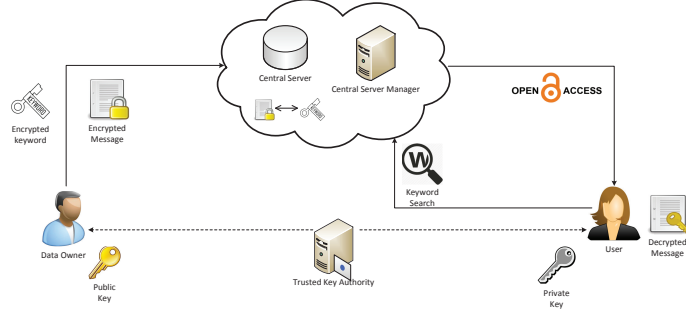 Central Server
Central Server Manager
OPEN ACCESS
KEYWORD
Encrypted
keyword
Encrypted
Message
W
Keyword
Search
Data Owner
User
Decrypted
Message
Public
Key
Trusted Key Authority
Private
Key